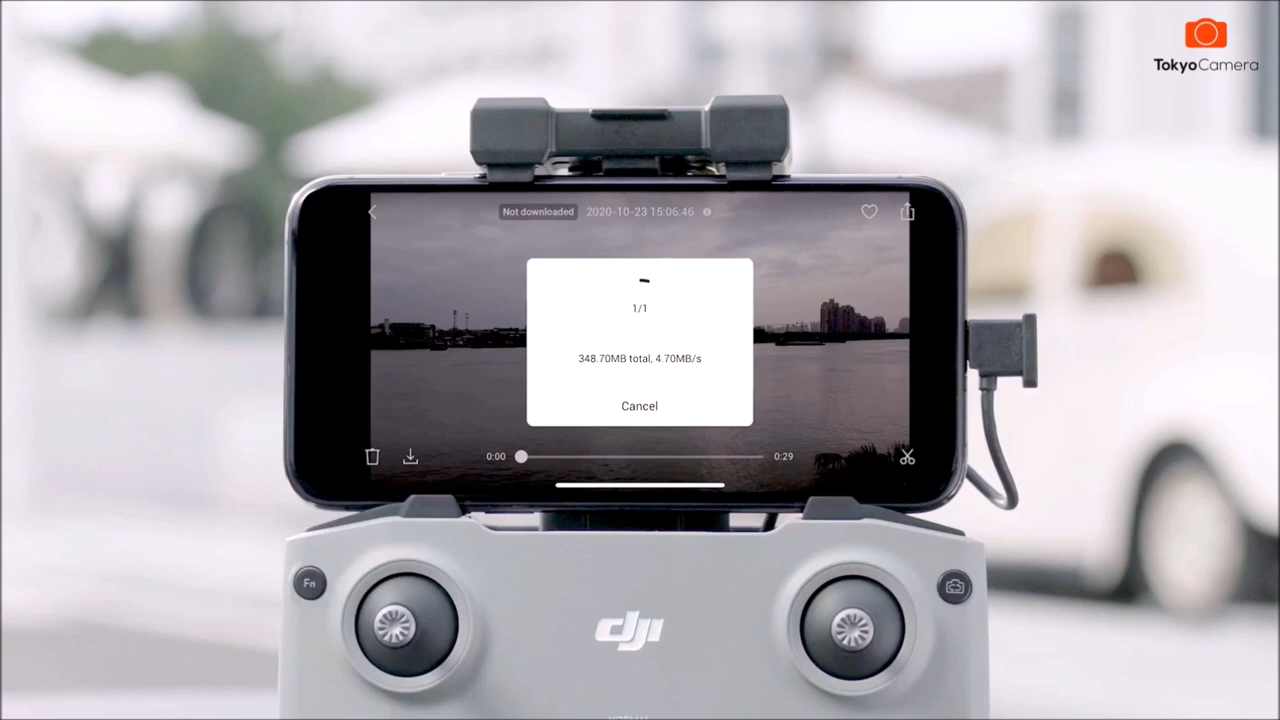 TokyoCamera
Not downloaded 2020-10-23 15:06:46
1/1
348.70MB total, 4.70MB/s
Cancel
0:00 0:29
Fn
dji